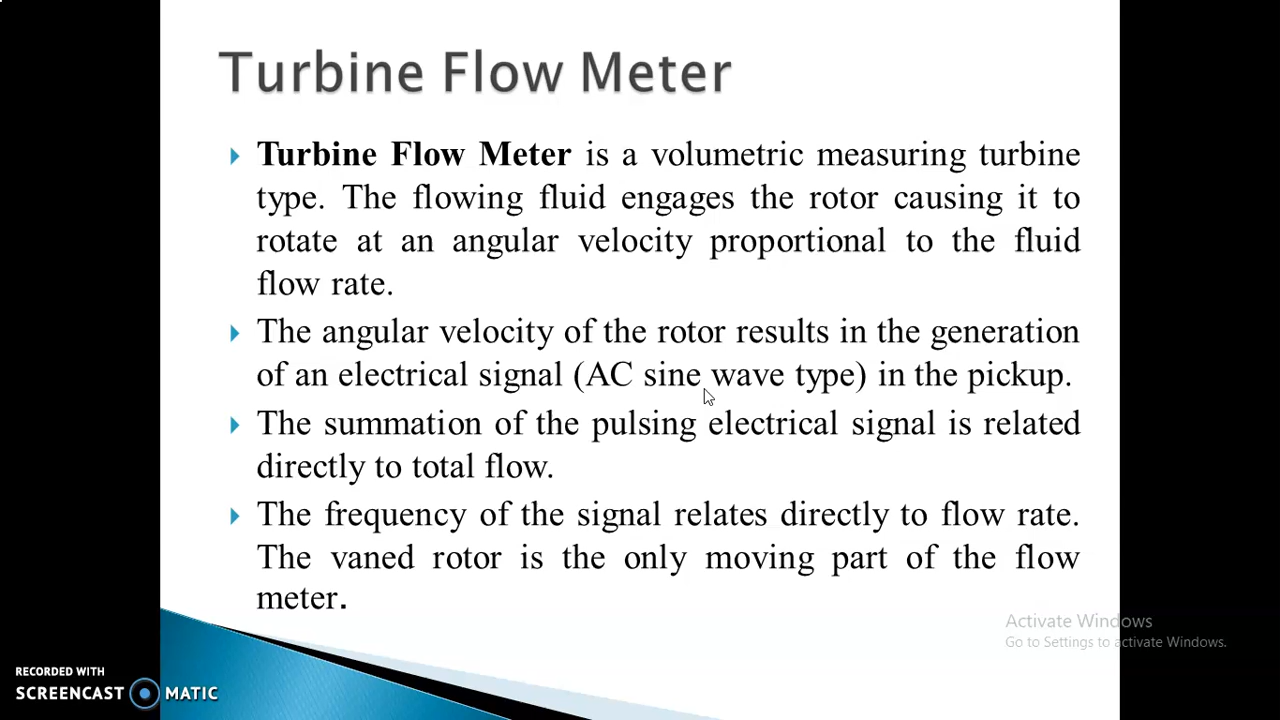 Turbine Flow Meter
Turbine Flow Meter is a volumetric measuring turbine
type. The flowing fluid engages the rotor causing it to
rotate at an angular velocity proportional to the fluid
flow rate.
The angular velocity of the rotor results in the generation
of an electrical signal (AC sine wave type) in the pickup.
The summation of the pulsing electrical signal is related
directly to total flow.
The frequency of the signal relates directly to flow rate.
The vaned rotor is the only moving part of the flow
meter.
Activate Windows
Go to Settings to activate Windows.
RECORDED WITH
SCREENCAST MATIC